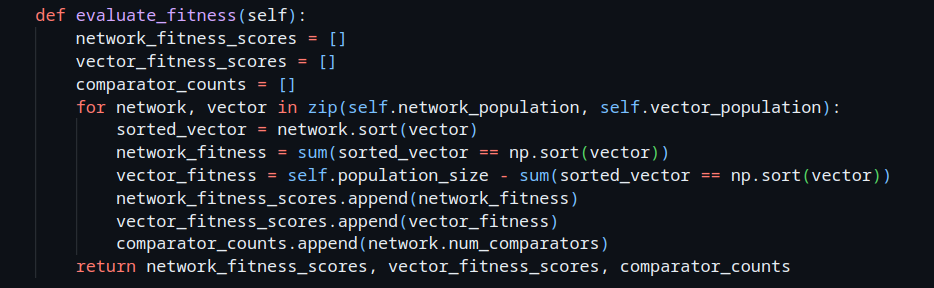 def evaluate_fitness(self):
    network_fitness_scores = []
    vector_fitness_scores = []
    comparator_counts = []
    for network, vector in zip(self.network_population, self.vector_population):
        sorted_vector = network.sort(vector)
        network_fitness = sum(sorted_vector == np.sort(vector))
        vector_fitness = self.population_size - sum(sorted_vector == np.sort(vector))
        network_fitness_scores.append(network_fitness)
        vector_fitness_scores.append(vector_fitness)
        comparator_counts.append(network.num_comparators)
    return network_fitness_scores, vector_fitness_scores, comparator_counts